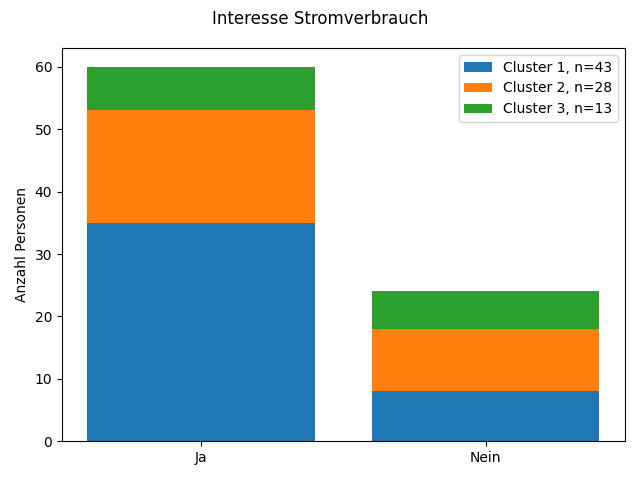 Interesse Stromverbrauch
Cluster 1, n=43
Cluster 2, n=28
Cluster 3, n=13
Anzahl Personen
60
50
40
30
20
10
0
Ja
Nein